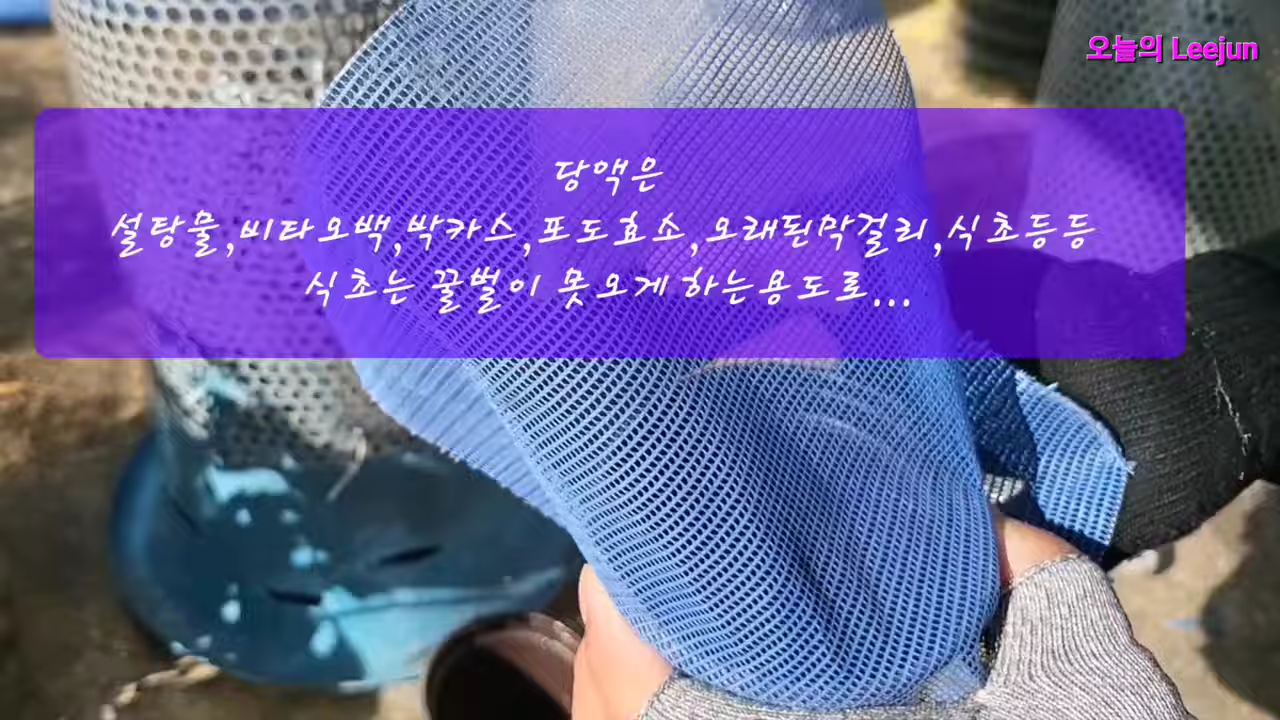 오늘의 Leejun
당액은
설탕물,비타오백,박카스,포도효소,오래된막걸리,식초등등
식초는 꿀벌이 못오게 하는용도로...